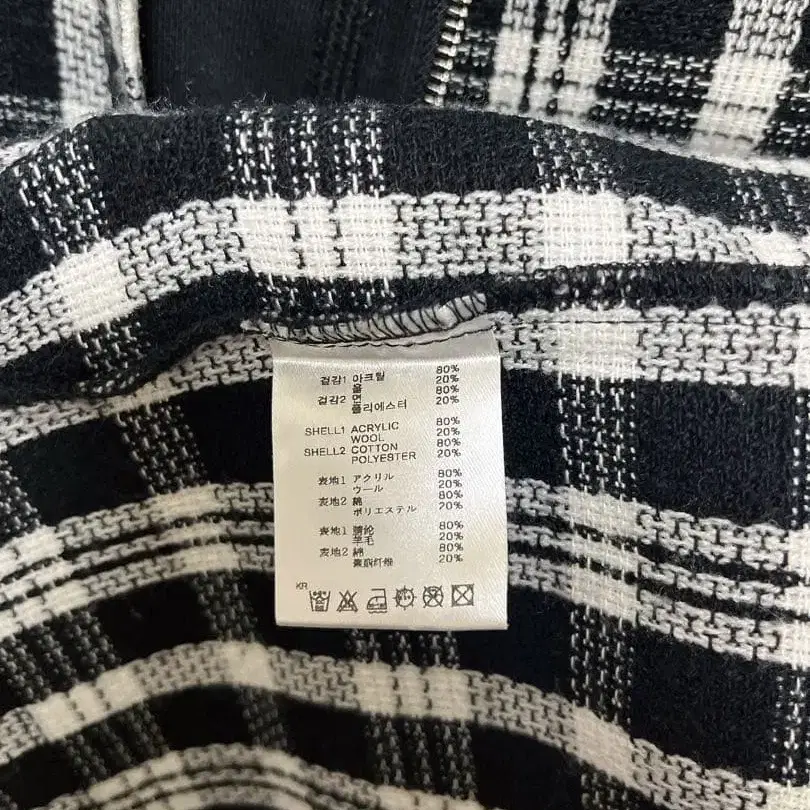 겉감1 아크릴 80%
울 20%
겉감2 면 80%
폴리에스터 20%
SHELL1 ACRYLIC 80%
WOOL 20%
SHELL2 COTTON 80%
POLYESTER 20%
表地1 アクリル 80%
ウール 20%
表地2 綿 80%
ポリエステル 20%
表地1 腈纶 80%
羊毛 20%
表地2 綿 80%
聚酯纤维 20%
KR